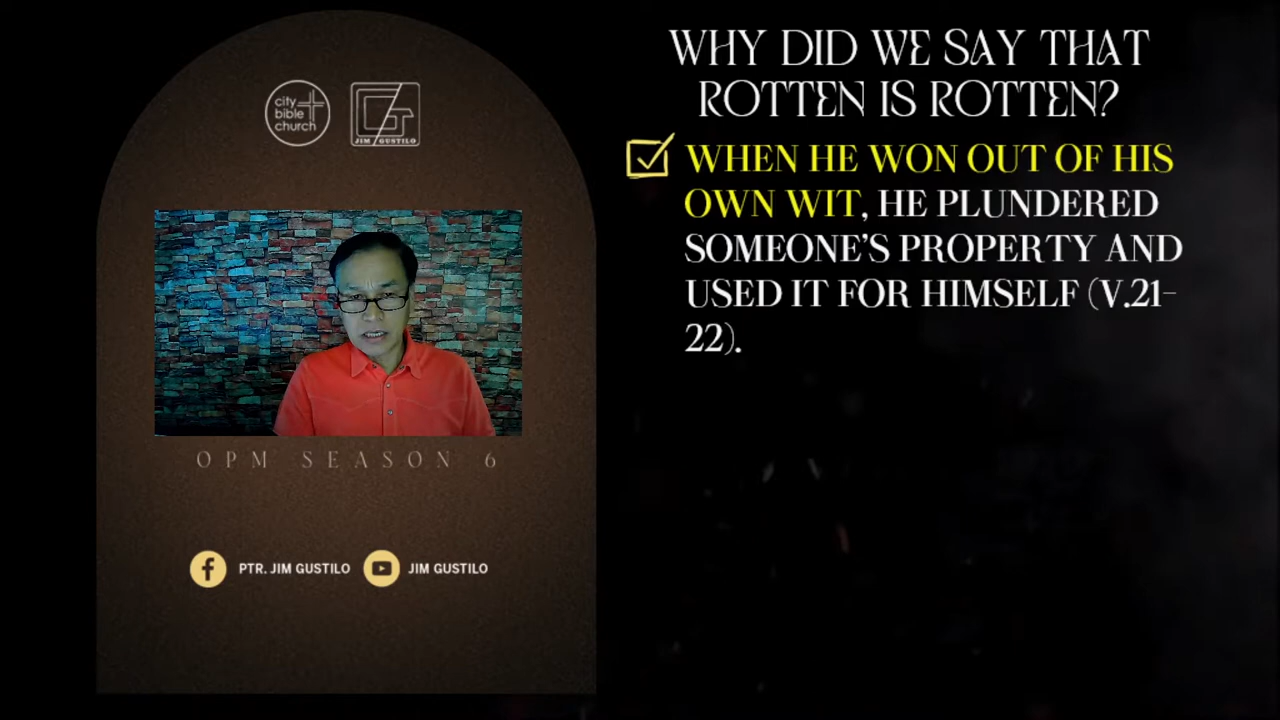 city
bible
church
JIM GUSTILO
OPM SEASON 6
PTR. JIM GUSTILO
JIM GUSTILO
WHY DID WE SAY THAT
ROTTEN IS ROTTEN?
WHEN HE WON OUT OF HIS
OWN WIT, HE PLUNDERED
SOMEONE'S PROPERTY AND
USED IT FOR HIMSELF (V.21-
22).